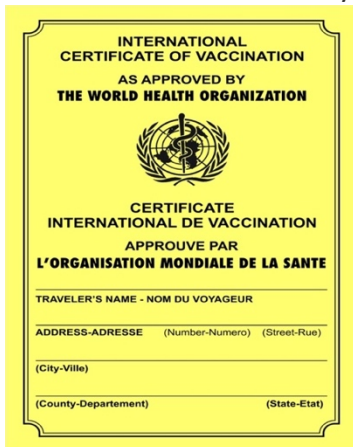 INTERNATIONAL
CERTIFICATE OF VACCINATION
AS APPROVED BY
THE WORLD HEALTH ORGANIZATION
CERTIFICATE
INTERNATIONAL DE VACCINATION
APPROUVE PAR
L'ORGANISATION MONDIALE DE LA SANTE
TRAVELER'S NAME - NOM DU VOYAGEUR
ADDRESS-ADRESSE (Number-Numero) (Street-Rue)
(City-Ville)
(County-Departement) (State-Etat)